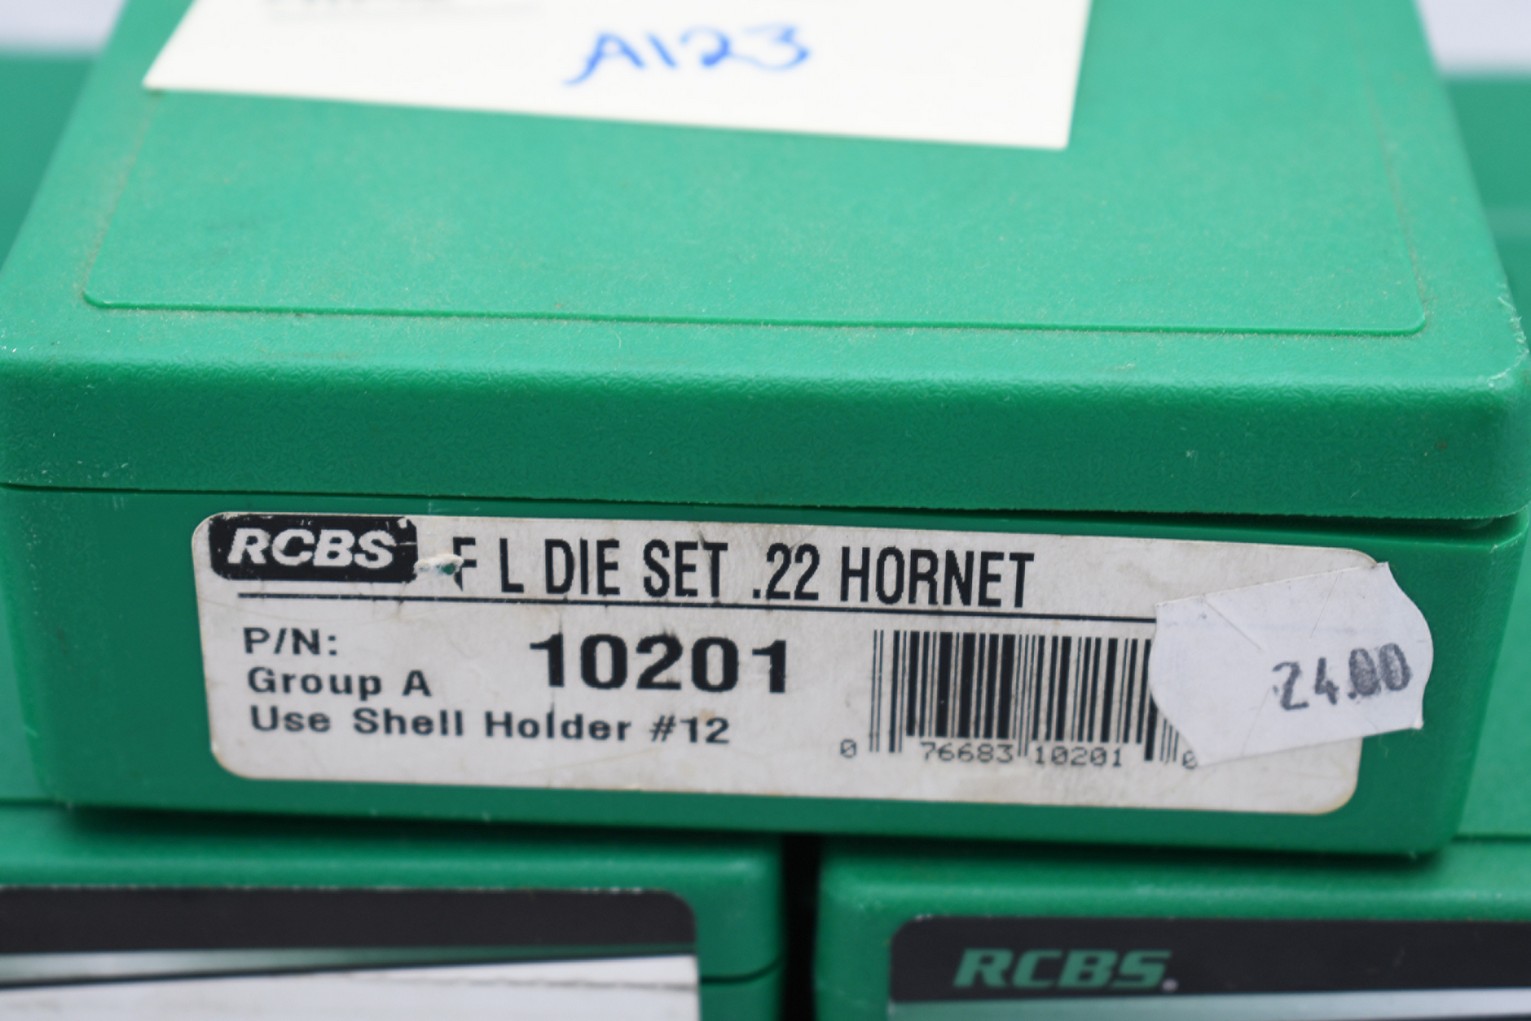 A123
RCBS F L DIE SET .22 HORNET
P/N: 10201
Group A
Use Shell Holder #12
0 76683 10201 0
24.00
RCBS.